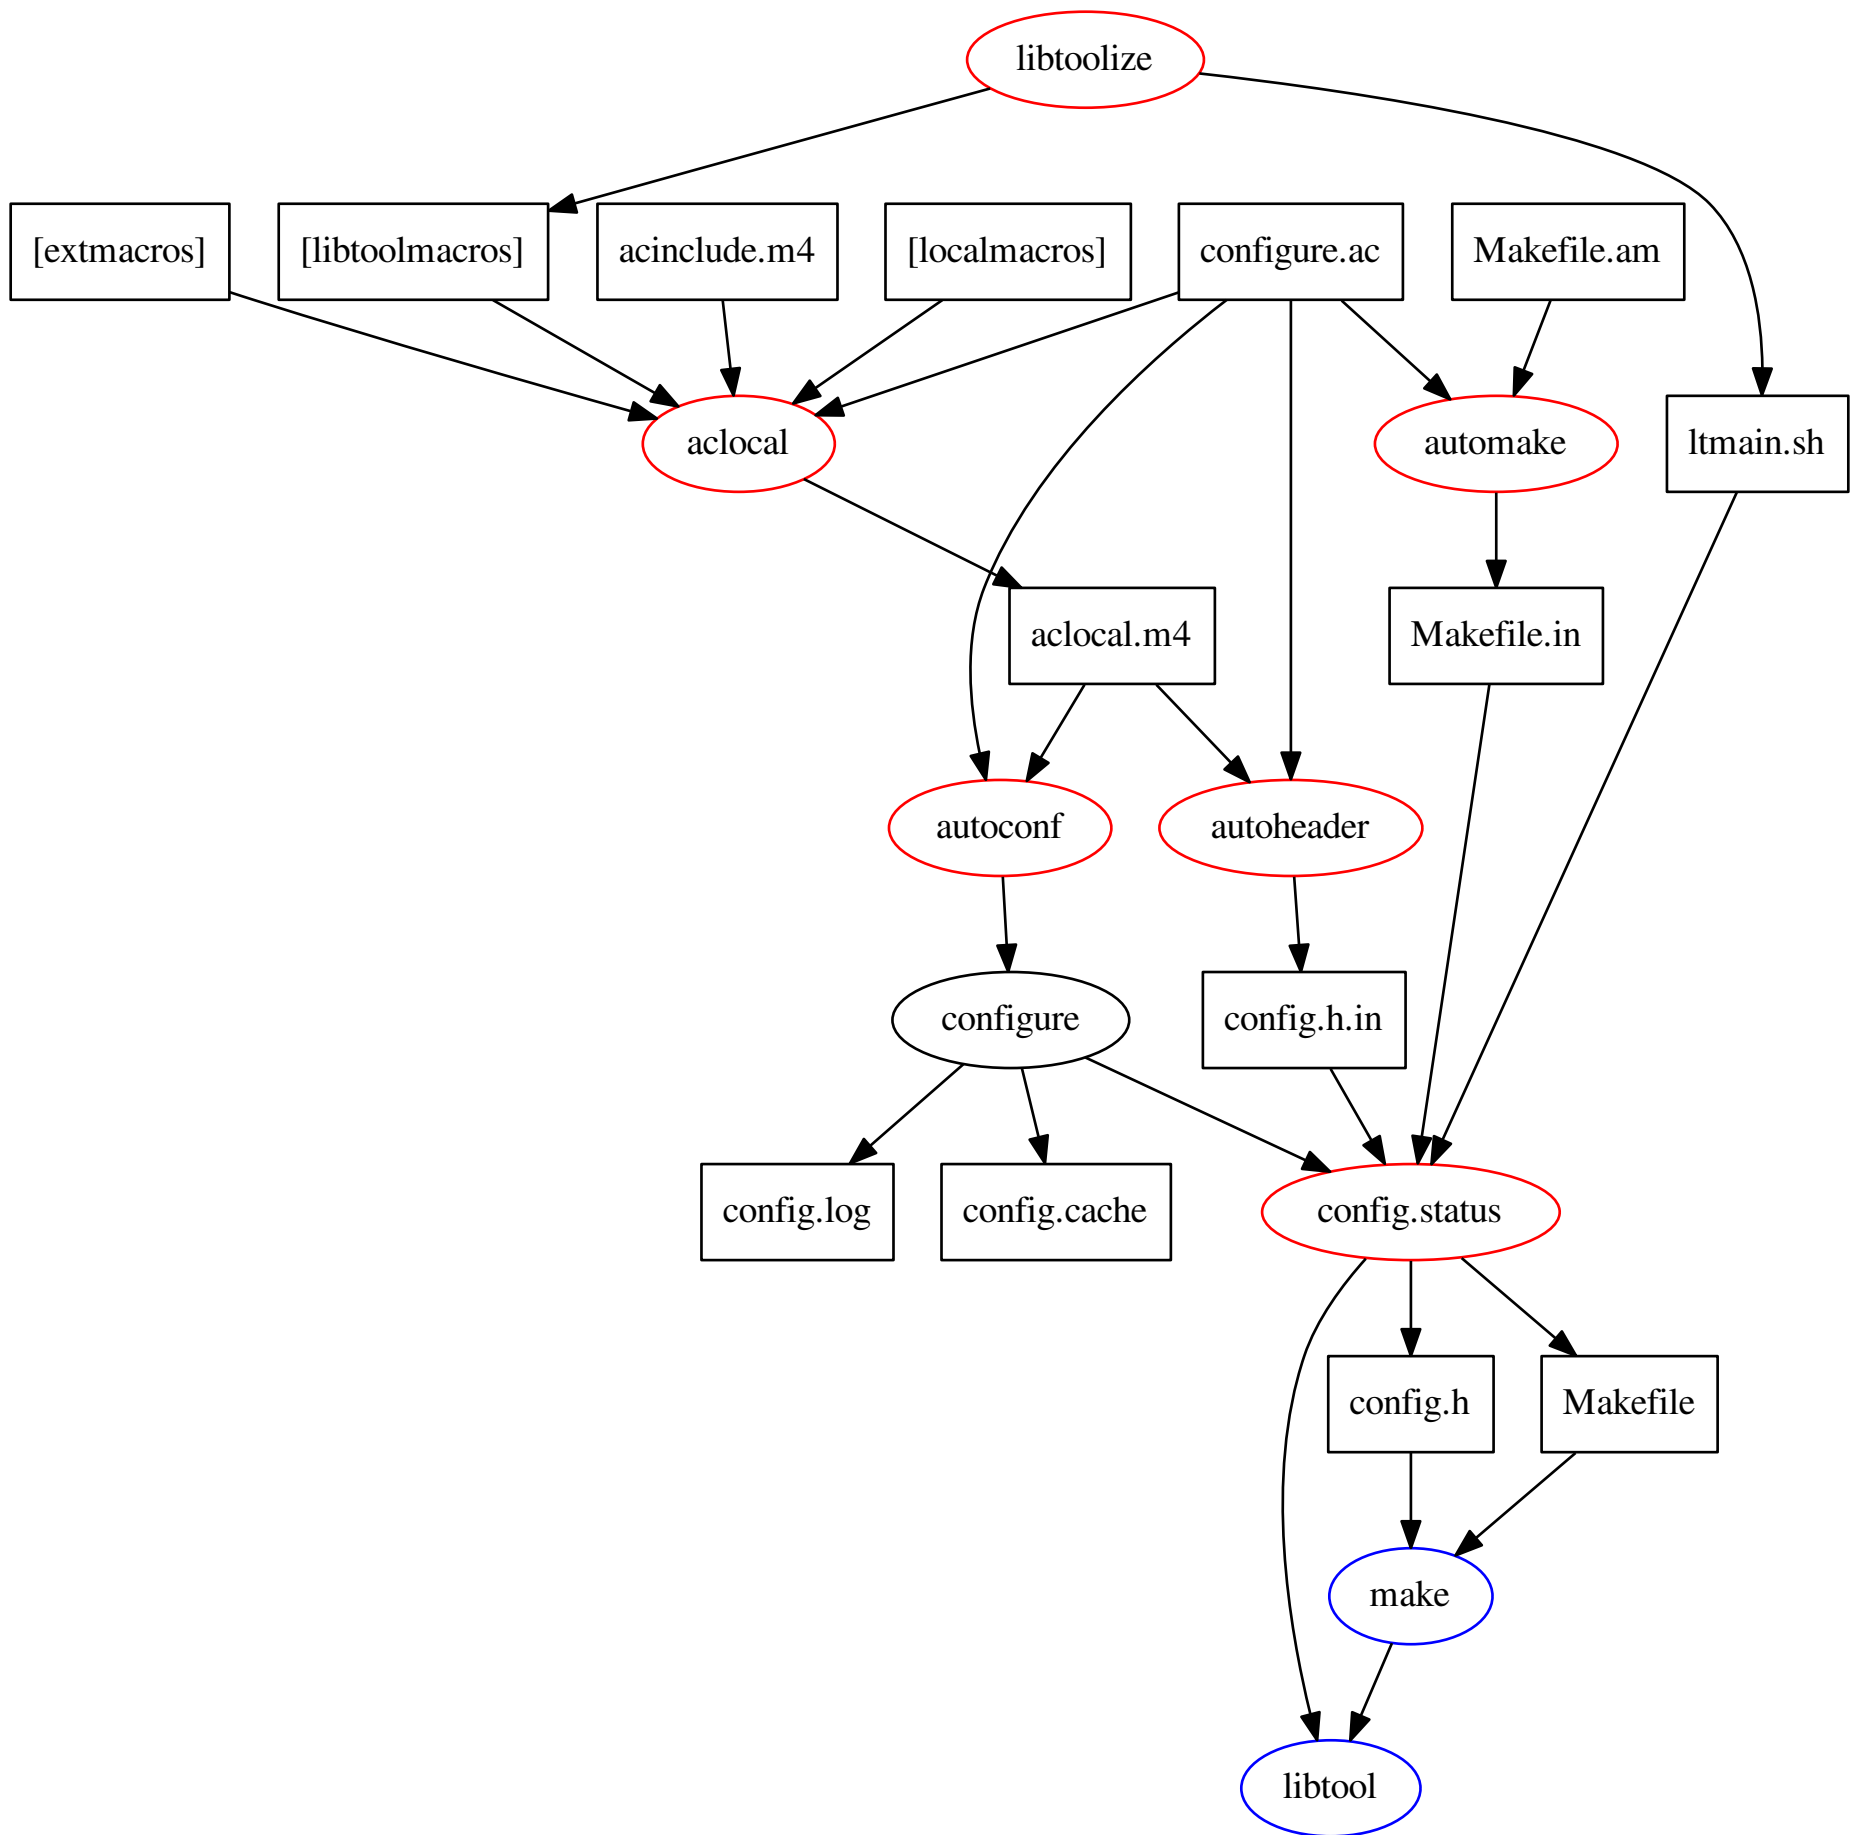 libtoolize
[extmacros]
[libtoolmacros]
acinclude.m4
[localmacros]
configure.ac
Makefile.am
aclocal
automake
ltmain.sh
aclocal.m4
Makefile.in
autoconf
autoheader
configure
config.h.in
config.log
config.cache
config.status
config.h
Makefile
make
libtool